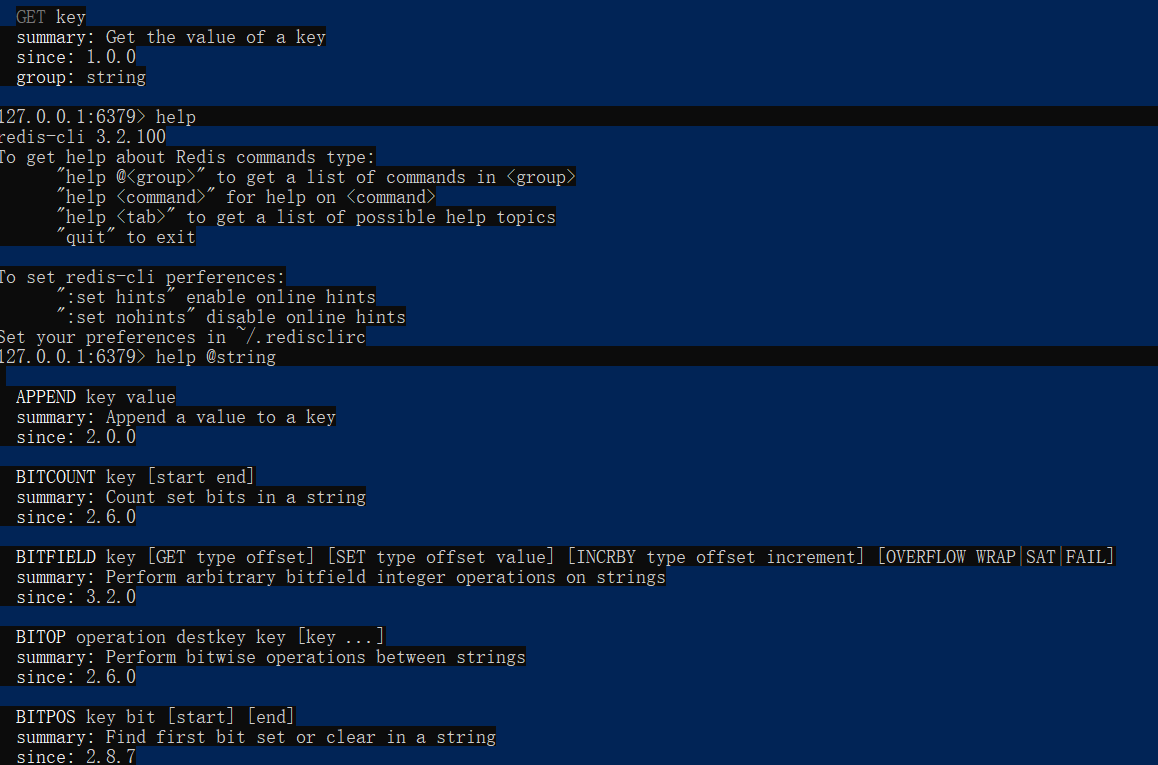 GET key
summary: Get the value of a key
since: 1.0.0
group: string
127.0.0.1:6379> help
redis-cli 3.2.100
To get help about Redis commands type:
"help @<group>" to get a list of commands in <group>
"help <command>" for help on <command>
"help <tab>" to get a list of possible help topics
"quit" to exit
To set redis-cli perferences:
":set hints" enable online hints
":set nohints" disable online hints
Set your preferences in ~/.redisclirc
127.0.0.1:6379> help @string
APPEND key value
summary: Append a value to a key
since: 2.0.0
BITCOUNT key [start end]
summary: Count set bits in a string
since: 2.6.0
BITFIELD key [GET type offset] [SET type offset value] [INCRBY type offset increment] [OVERFLOW WRAP|SAT|FAIL]
summary: Perform arbitrary bitfield integer operations on strings
since: 3.2.0
BITOP operation destkey key [key ...]
summary: Perform bitwise operations between strings
since: 2.6.0
BITPOS key bit [start] [end]
summary: Find first bit set or clear in a string
since: 2.8.7